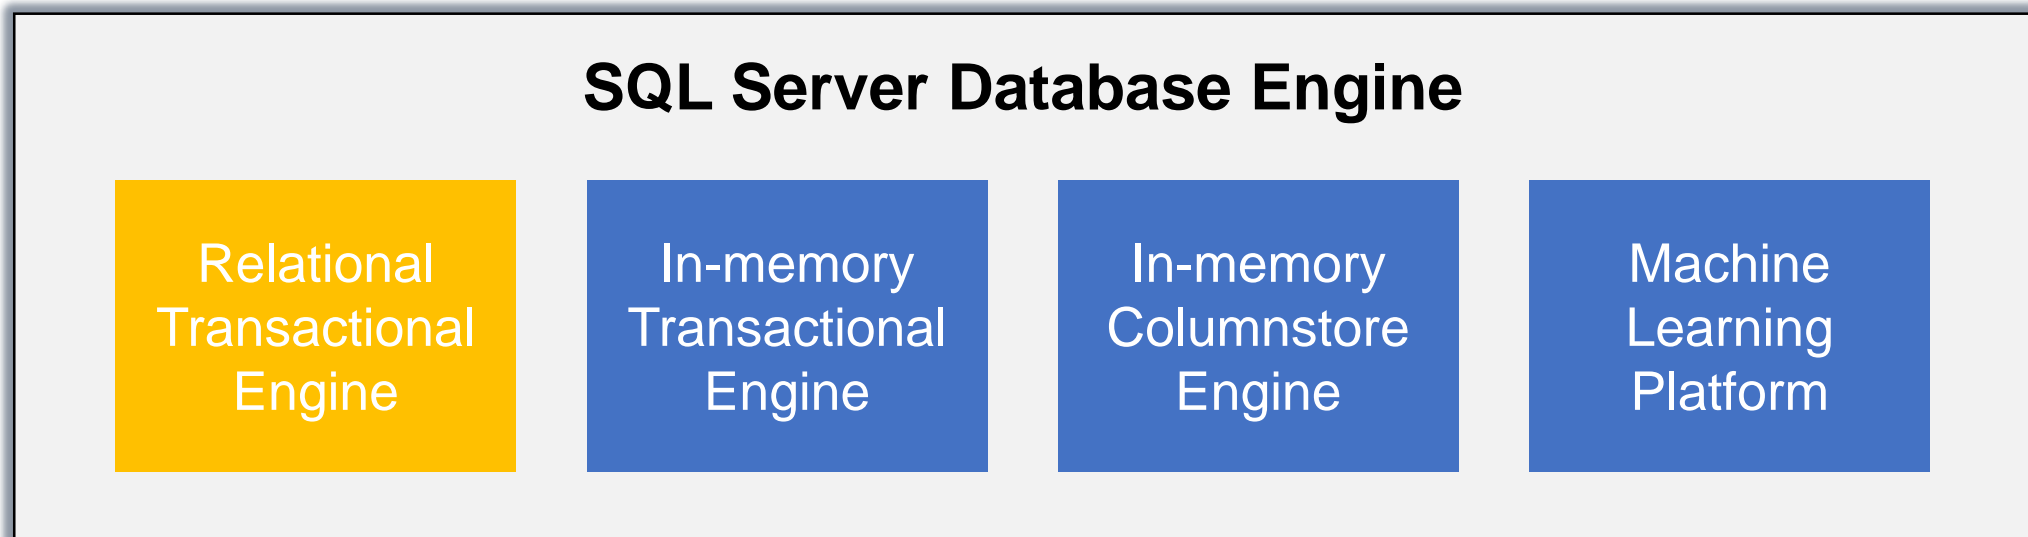 SQL Server Database Engine
Relational
Transactional
Engine
In-memory
Transactional
Engine
In-memory
Columnstore
Engine
Machine
Learning
Platform